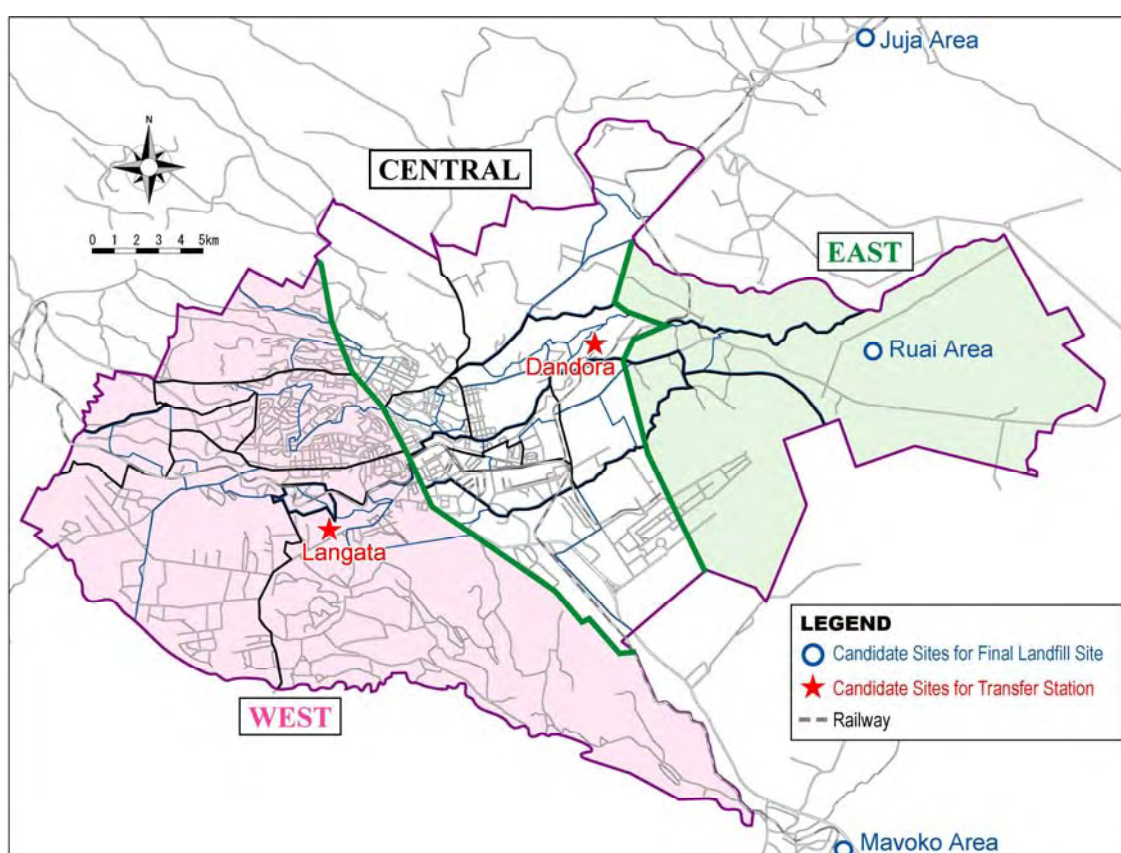 Juja Area
N
CENTRAL
0 1 2 3 4 5km
EAST
Dandora
Ruai Area
Langata
WEST
LEGEND
Candidate Sites for Final Landfill Site
Candidate Sites for Transfer Station
Railway
Mavoko Area